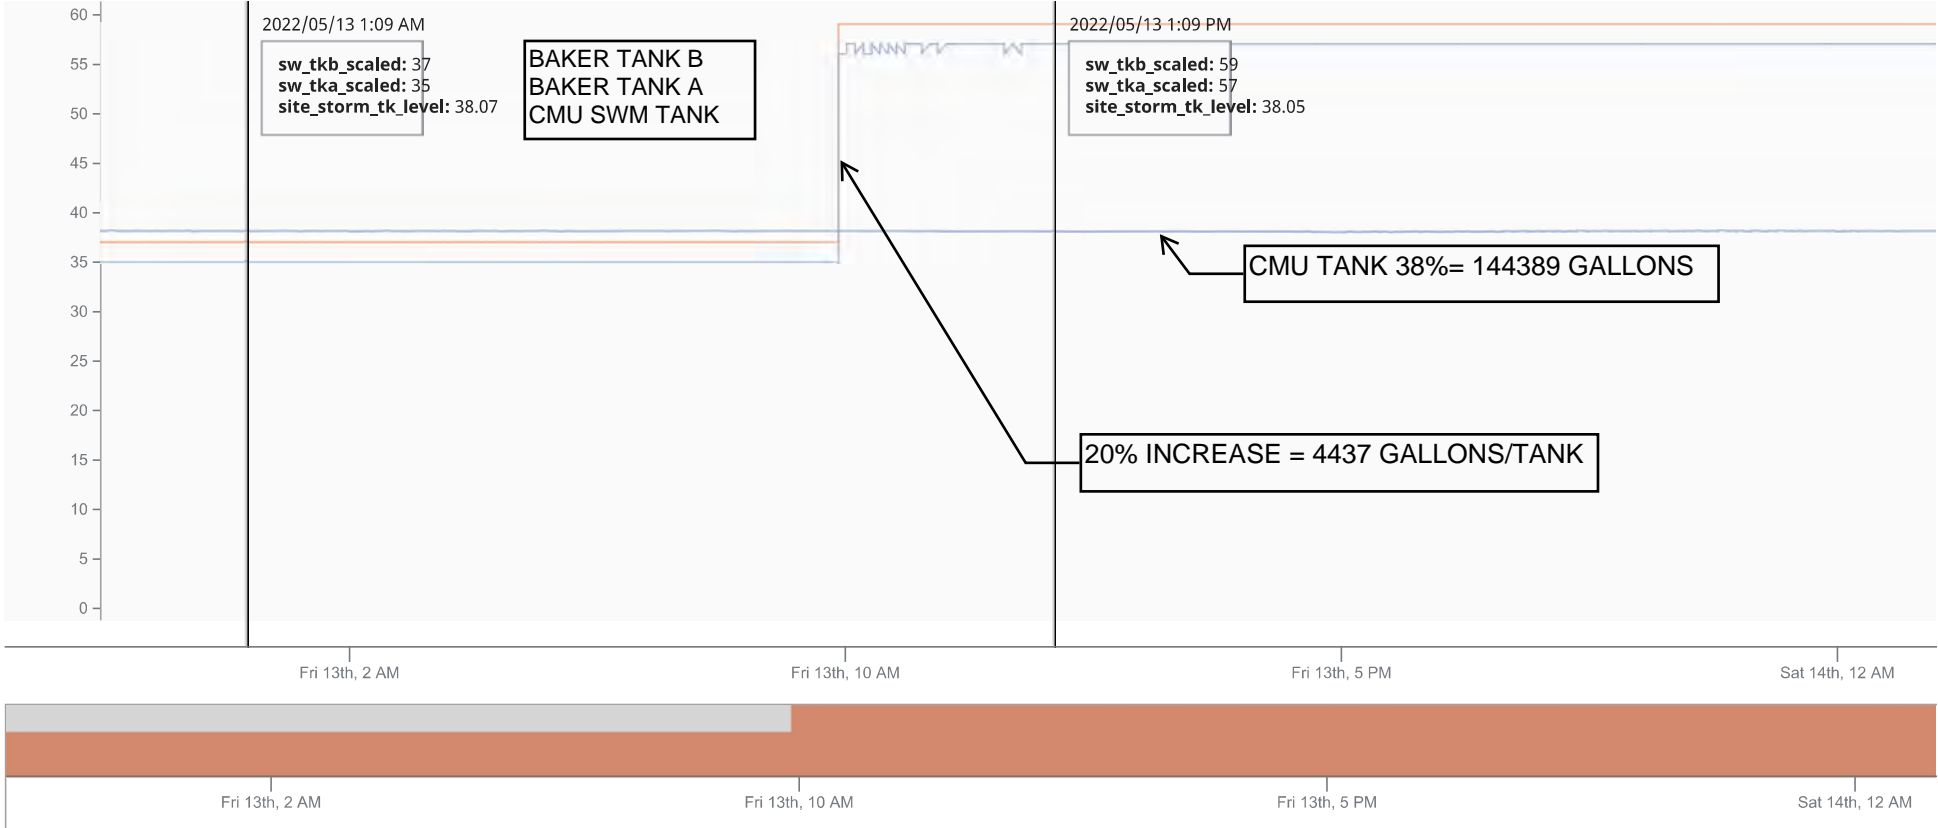 60
55
50
45
40
35
30
25
20
15
10
5
0
2022/05/13 1:09 AM
sw_tkb_scaled: 37
sw_tka_scaled: 35
site_storm_tk_level: 38.07
BAKER TANK B
BAKER TANK A
CMU SWM TANK
2022/05/13 1:09 PM
sw_tkb_scaled: 59
sw_tka_scaled: 57
site_storm_tk_level: 38.05
CMU TANK 38%= 144389 GALLONS
20% INCREASE = 4437 GALLONS/TANK
Fri 13th, 2 AM
Fri 13th, 10 AM
Fri 13th, 5 PM
Sat 14th, 12 AM
Fri 13th, 2 AM
Fri 13th, 10 AM
Fri 13th, 5 PM
Sat 14th, 12 AM